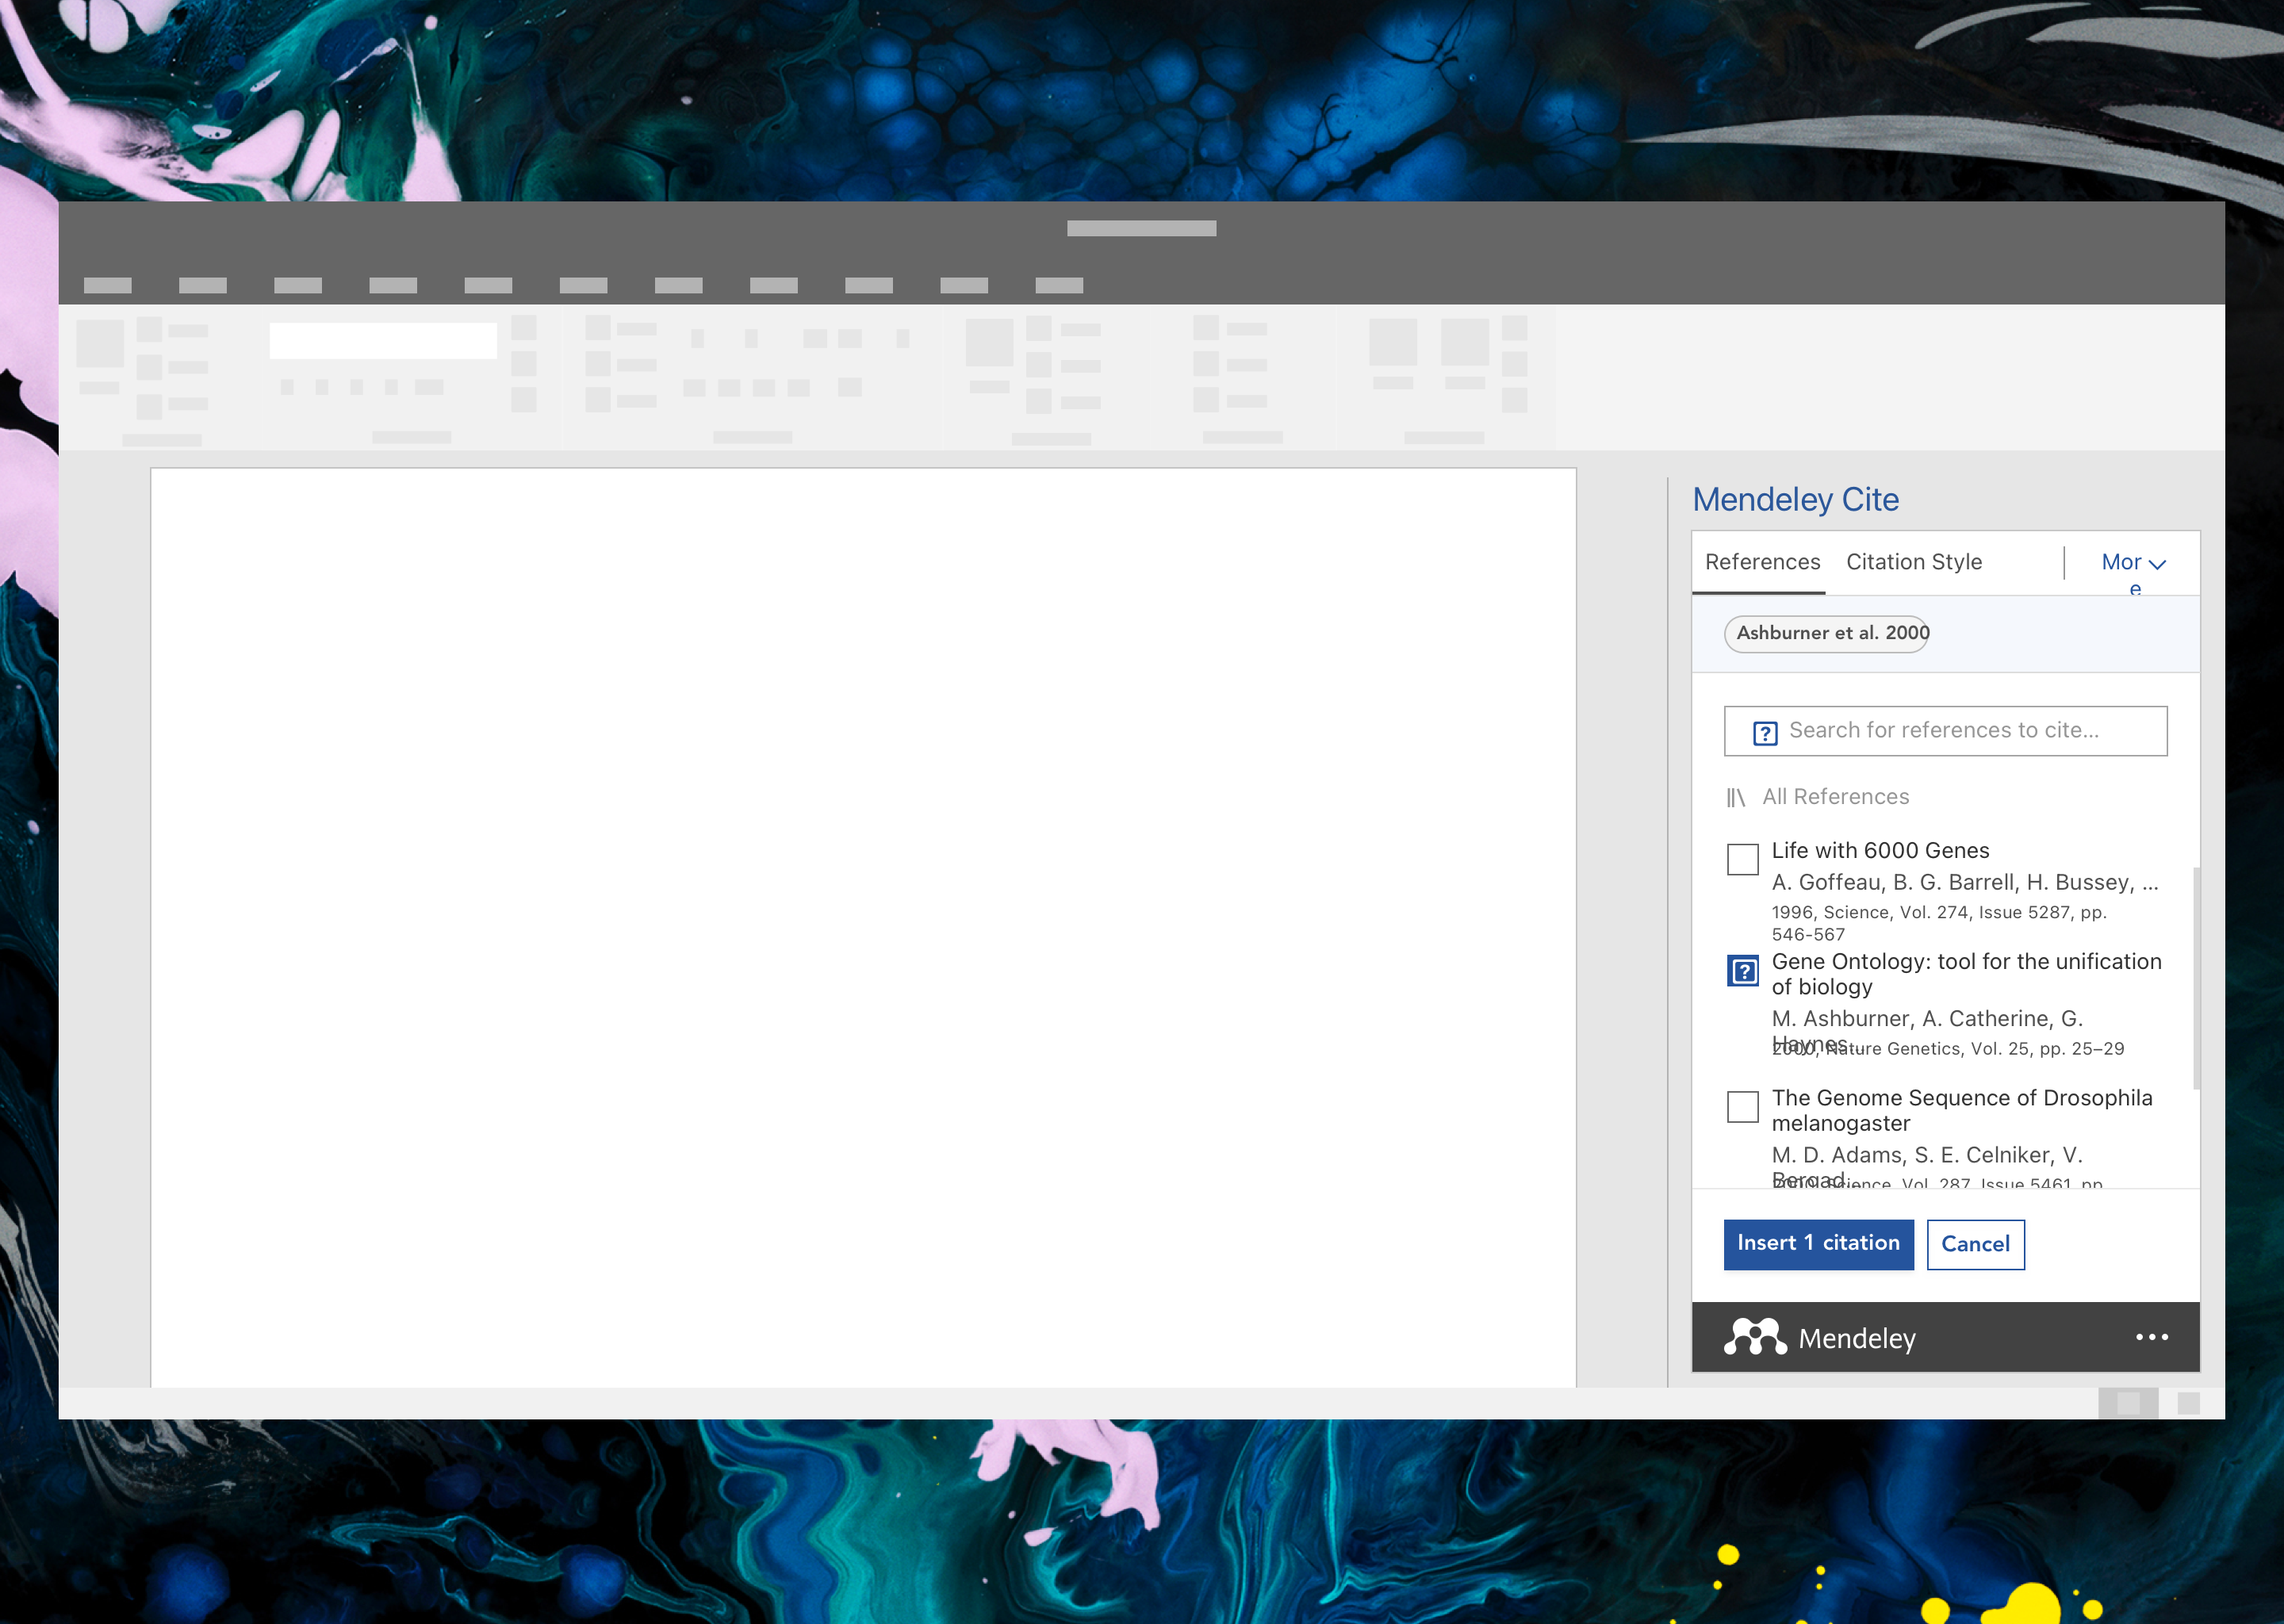 Mendeley Cite
References Citation Style Mor
e
Ashburner et al. 2000
Search for references to cite...
All References
Life with 6000 Genes
A. Goffeau, B. G. Barrell, H. Bussey, ...
1996, Science, Vol. 274, Issue 5287, pp.
546-567
Gene Ontology: tool for the unification
of biology
M. Ashburner, A. Catherine, G.
Haynes...
2000, Nature Genetics, Vol. 25, pp. 25–29
The Genome Sequence of Drosophila
melanogaster
M. D. Adams, S. E. Celniker, V.
2000, Science, Vol. 287, Issue 5461, pp.
Insert 1 citation Cancel
Mendeley